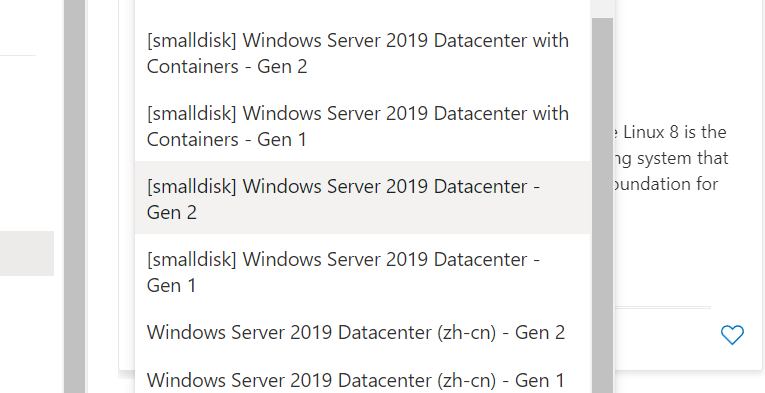 [smalldisk] Windows Server 2019 Datacenter with
Containers - Gen 2
[smalldisk] Windows Server 2019 Datacenter with
Containers - Gen 1
[smalldisk] Windows Server 2019 Datacenter -
Gen 2
[smalldisk] Windows Server 2019 Datacenter -
Gen 1
Windows Server 2019 Datacenter (zh-cn) - Gen 2
Windows Server 2019 Datacenter (zh-cn) - Gen 1
Linux 8 is the
system that
for